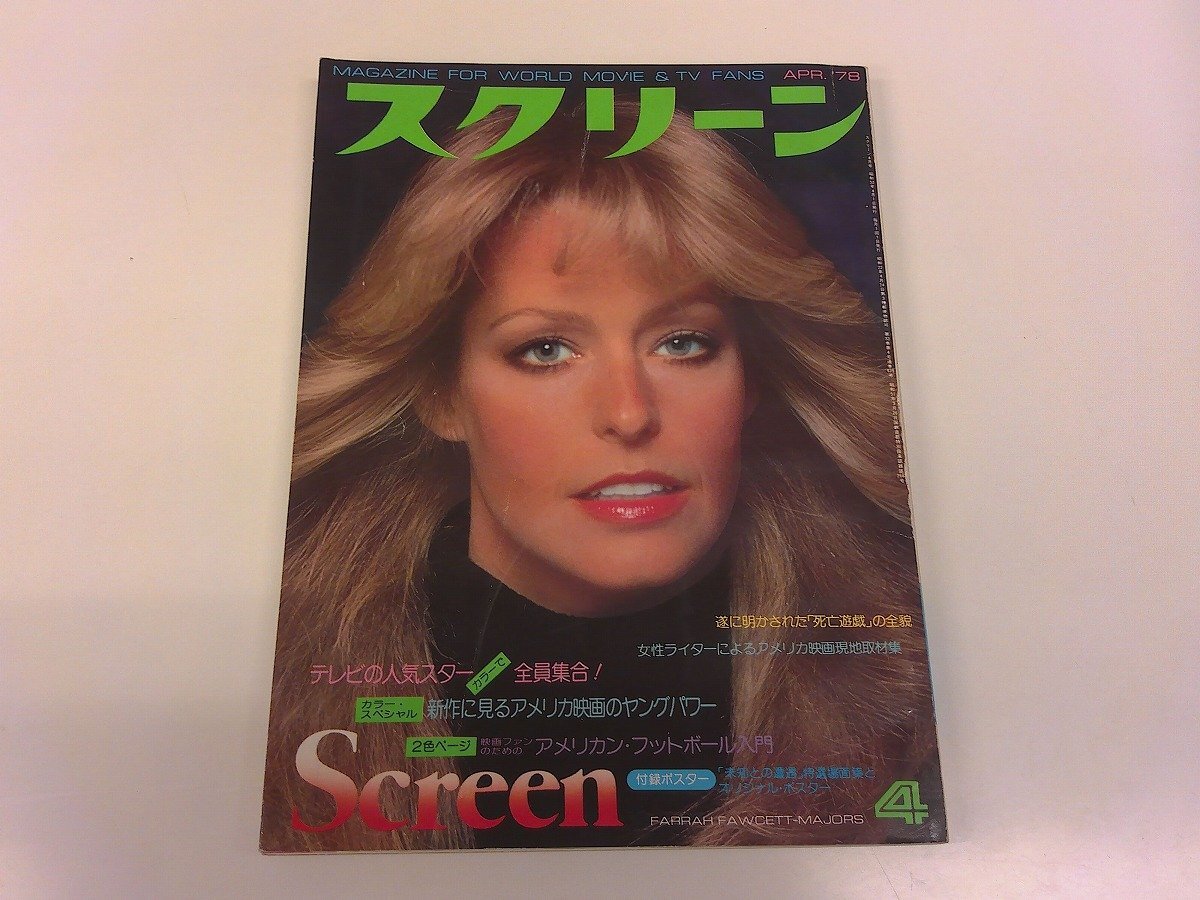 MAGAZINE FOR WORLD MOVIE & TV FANS APR. '78
スクリーン
遂に明かされた「死亡遊戯」の全貌
女性ライターによるアメリカ映画現地取材集
テレビの人気スター カラーで 全員集合!
カラー・スペシャル 新作に見るアメリカ映画のヤングパワー
2色ページ 映画ファンのための アメリカン・フットボール入門
Screen
付録ポスター 「未知との遭遇」特選場面集とオリジナル・ポスター
FARRAH FAWCETT-MAJORS
4